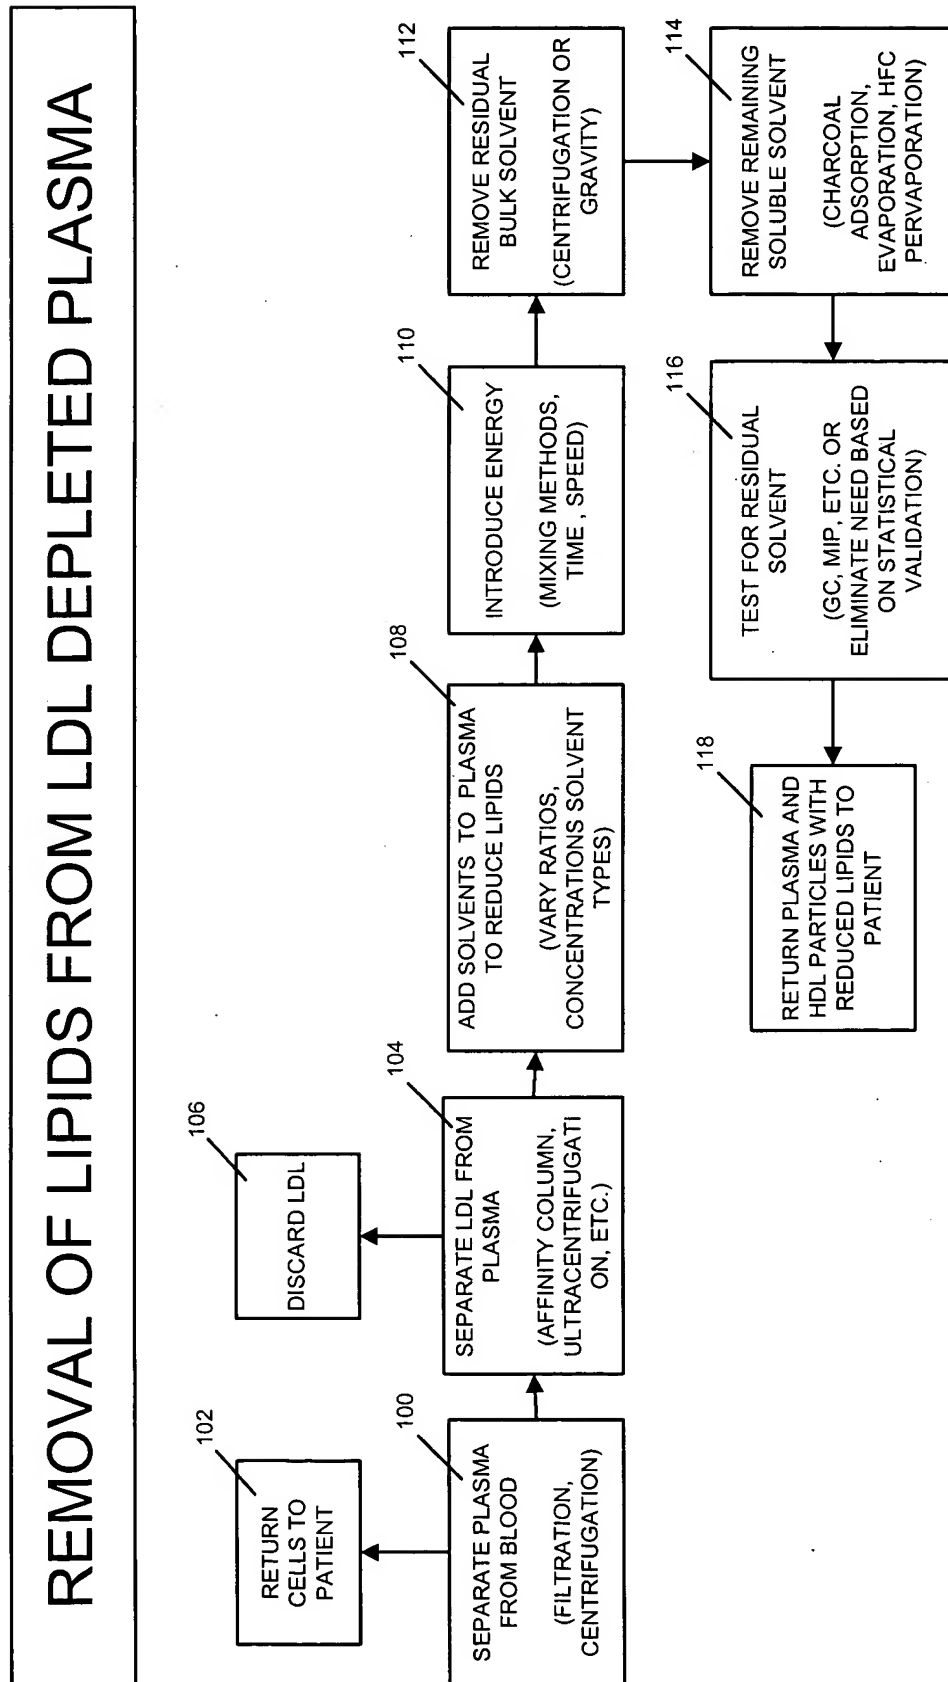 REMOVAL OF LIPIDS FROM LDL DEPLETED PLASMA
102
RETURN
CELLS TO
PATIENT
106
DISCARD LDL
100
SEPARATE PLASMA
FROM BLOOD
(FILTRATION,
CENTRIFUGATION)
104
SEPARATE LDL FROM
PLASMA
(AFFINITY COLUMN,
ULTRACENTRIFUGATI
ON, ETC.)
108
ADD SOLVENTS TO PLASMA
TO REDUCE LIPIDS
(VARY RATIOS,
CONCENTRATIONS SOLVENT
TYPES)
110
INTRODUCE ENERGY
(MIXING METHODS,
TIME , SPEED)
112
REMOVE RESIDUAL
BULK SOLVENT
(CENTRIFUGATION OR
GRAVITY)
114
REMOVE REMAINING
SOLUBLE SOLVENT
(CHARCOAL
ADSORPTION,
EVAPORATION, HFC
PERVAPORATION)
116
TEST FOR RESIDUAL
SOLVENT
(GC, MIP, ETC. OR
ELIMINATE NEED BASED
ON STATISTICAL
VALIDATION)
118
RETURN PLASMA AND
HDL PARTICLES WITH
REDUCED LIPIDS TO
PATIENT